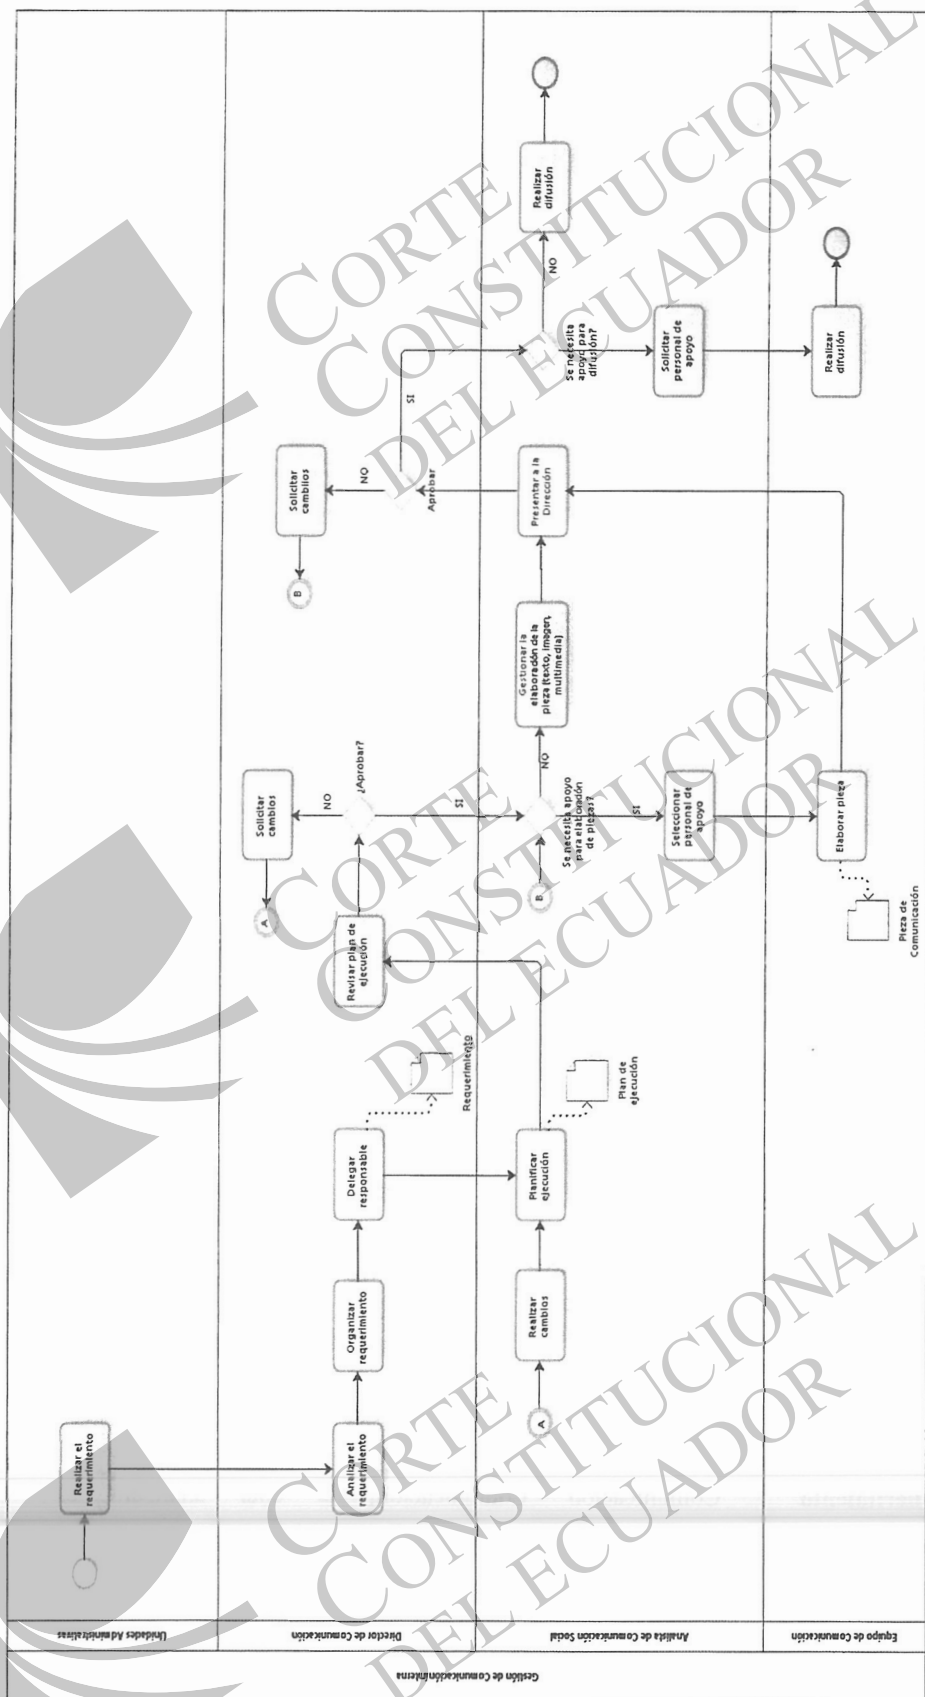 Gestión de Comunicación Interna
Unidades Administrativas
Director de Comunicación
Analista de Comunicación Social
Equipo de Comunicación
Realizar el
requerimiento
Analizar el
requerimiento
Organizar
requerimiento
Delegar
responsable
Requerimiento
A
Realizar
cambios
Planificar
ejecución
Plan de
ejecución
Revisar plan de
ejecución
¿Aprobar?
NO
Solicitar
cambios
A
SI
B
Se necesita apoyo
para elaboración
de piezas?
SI
Seleccionar
personal de
apoyo
Elaborar pieza
Pieza de
Comunicación
NO
Gestionar la
elaboración de la
pieza (texto, imagen,
multimedia)
Presentar a la
Dirección
Aprobar
NO
Solicitar
cambiios
B
SI
Se necesita
apoyo para
difusión?
NO
Realizar
difusión
Solicitar
personal de
apoyo
Realizar
difusión
CORTE
CONSTITUCIONAL
DEL ECUADOR
CORTE
CONSTITUCIONAL
DEL ECUADOR
CORTE
CONSTITUCIONAL
DEL ECUADOR